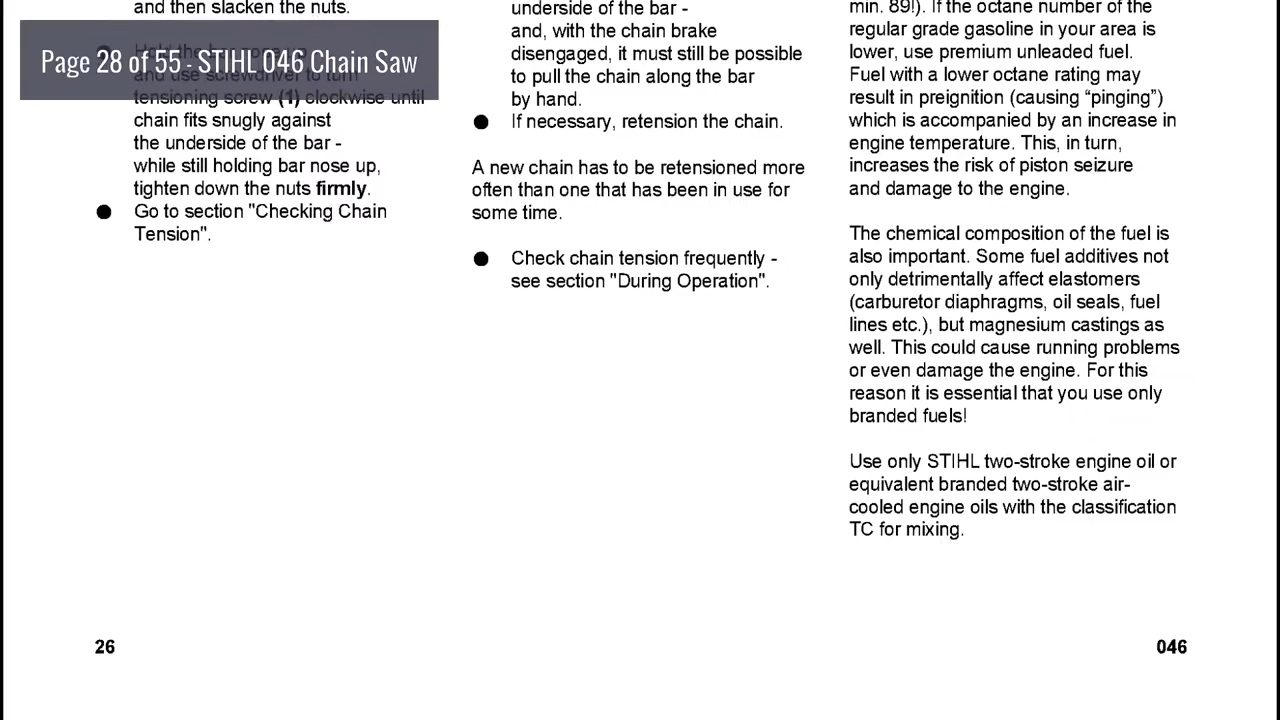 and then slacken the nuts.
Page 28 of 55 - STIHL 046 Chain Saw
Hold the bar nose up
and use screwdriver to turn
tensioning screw (1) clockwise until
chain fits snugly against
the underside of the bar -
while still holding bar nose up,
tighten down the nuts firmly.
● Go to section "Checking Chain
Tension".
underside of the bar -
and, with the chain brake
disengaged, it must still be possible
to pull the chain along the bar
by hand.
● If necessary, retension the chain.
A new chain has to be retensioned more
often than one that has been in use for
some time.
● Check chain tension frequently -
see section "During Operation".
min. 89!). If the octane number of the
regular grade gasoline in your area is
lower, use premium unleaded fuel.
Fuel with a lower octane rating may
result in preignition (causing “pinging”)
which is accompanied by an increase in
engine temperature. This, in turn,
increases the risk of piston seizure
and damage to the engine.
The chemical composition of the fuel is
also important. Some fuel additives not
only detrimentally affect elastomers
(carburetor diaphragms, oil seals, fuel
lines etc.), but magnesium castings as
well. This could cause running problems
or even damage the engine. For this
reason it is essential that you use only
branded fuels!
Use only STIHL two-stroke engine oil or
equivalent branded two-stroke air-
cooled engine oils with the classification
TC for mixing.
26
046